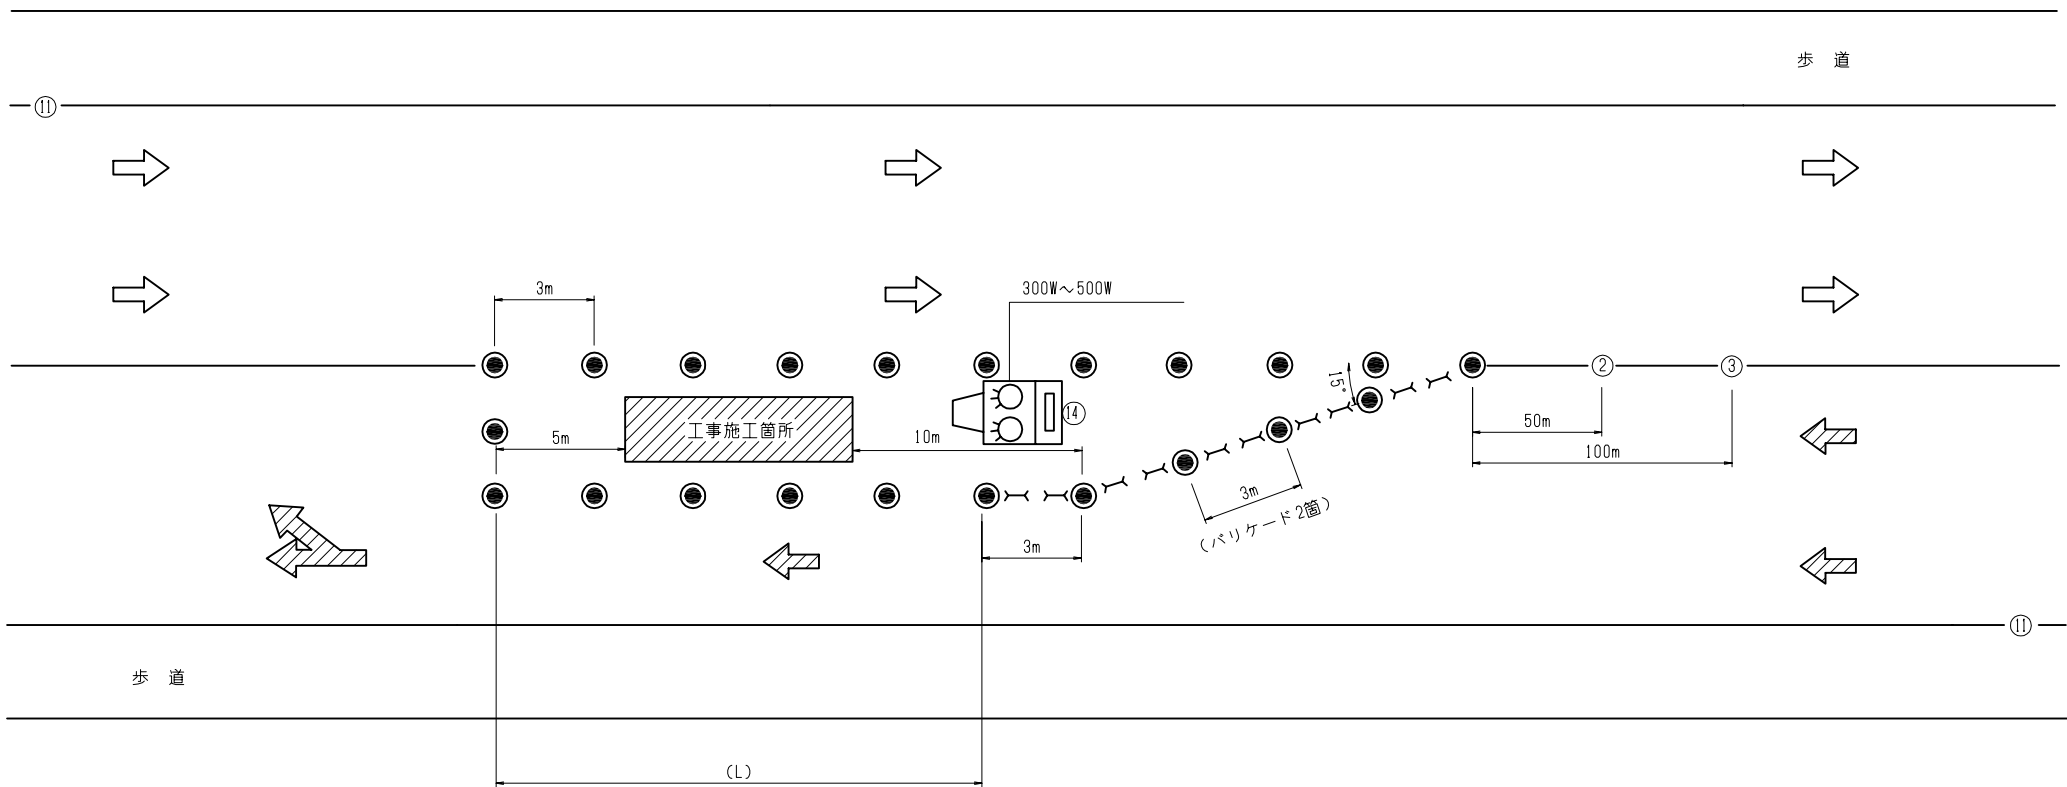 歩 道
⑪
3m
300W～500W
② ③
15°
⑭
工事施工箇所
5m
10m
50m
100m
3m
(バリケード2箇)
3m
⑪
歩 道
(L)